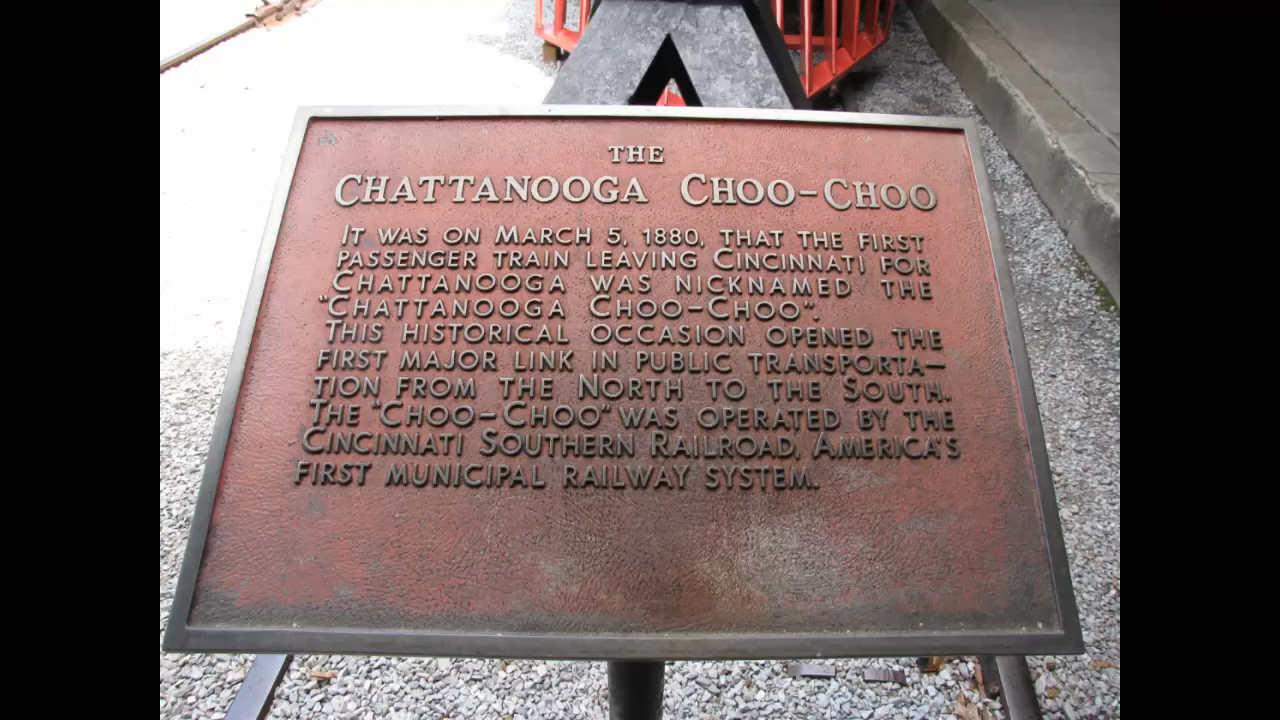 THE
CHATTANOOGA CHOO-CHOO
IT WAS ON MARCH 5, 1880, THAT THE FIRST
PASSENGER TRAIN LEAVING CINCINNATI FOR
CHATTANOOGA WAS NICKNAMED THE
"CHATTANOOGA CHOO-CHOO".
THIS HISTORICAL OCCASION OPENED THE
FIRST MAJOR LINK IN PUBLIC TRANSPORTA-
TION FROM THE NORTH TO THE SOUTH.
THE "CHOO-CHOO" WAS OPERATED BY THE
CINCINNATI SOUTHERN RAILROAD, AMERICA'S
FIRST MUNICIPAL RAILWAY SYSTEM.